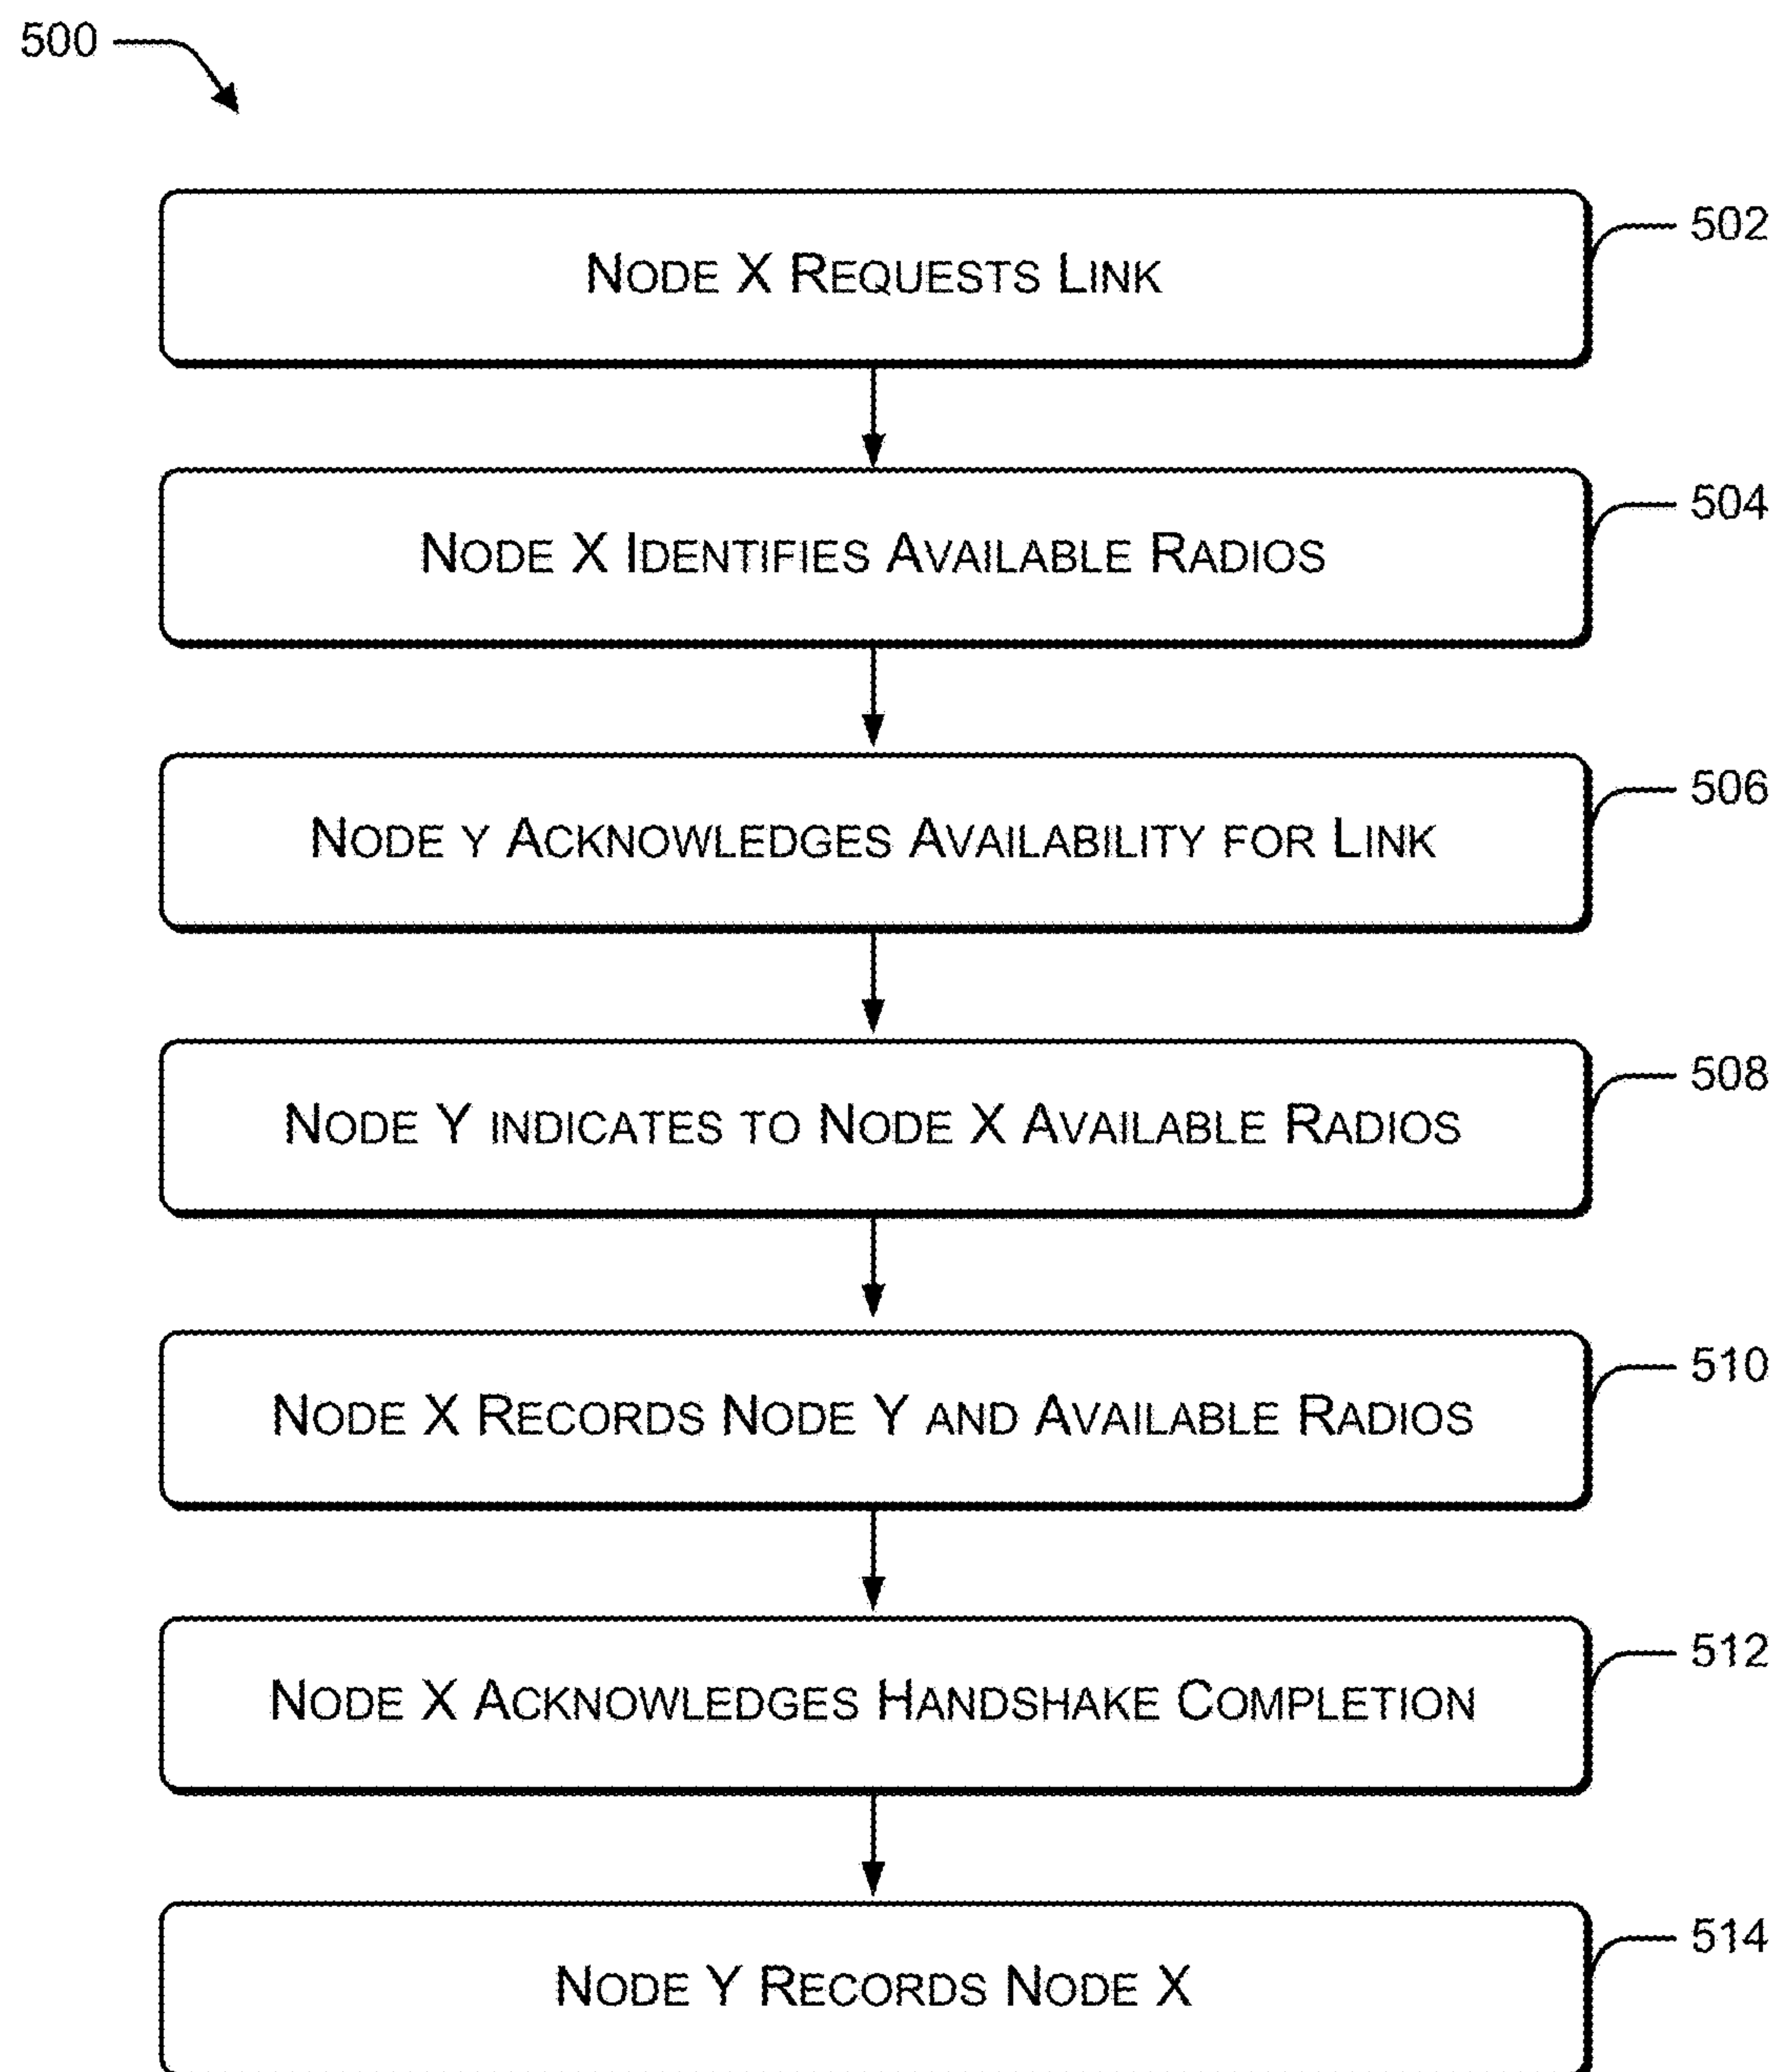 500
NODE X REQUESTS LINK
502
NODE X IDENTIFIES AVAILABLE RADIOS
504
NODE Y ACKNOWLEDGES AVAILABILITY FOR LINK
506
NODE Y INDICATES TO NODE X AVAILABLE RADIOS
508
NODE X RECORDS NODE Y AND AVAILABLE RADIOS
510
NODE X ACKNOWLEDGES HANDSHAKE COMPLETION
512
NODE Y RECORDS NODE X
514